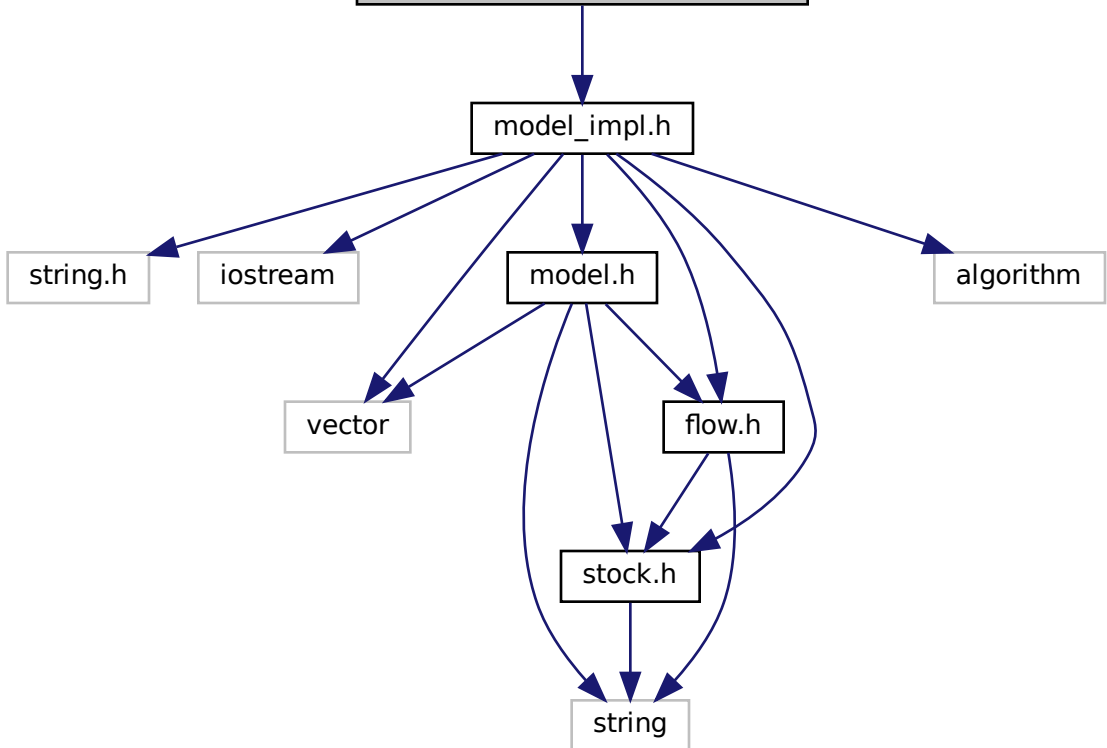 model_impl.h
string.h
iostream
model.h
algorithm
vector
flow.h
stock.h
string